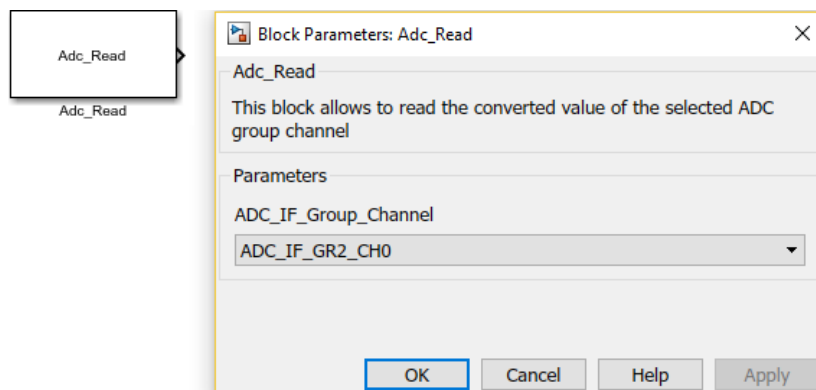 Adc_Read
Adc_Read
Block Parameters: Adc_Read
Adc_Read
This block allows to read the converted value of the selected ADC
group channel
Parameters
ADC_IF_Group_Channel
ADC_IF_GR2_CH0
OK Cancel Help Apply